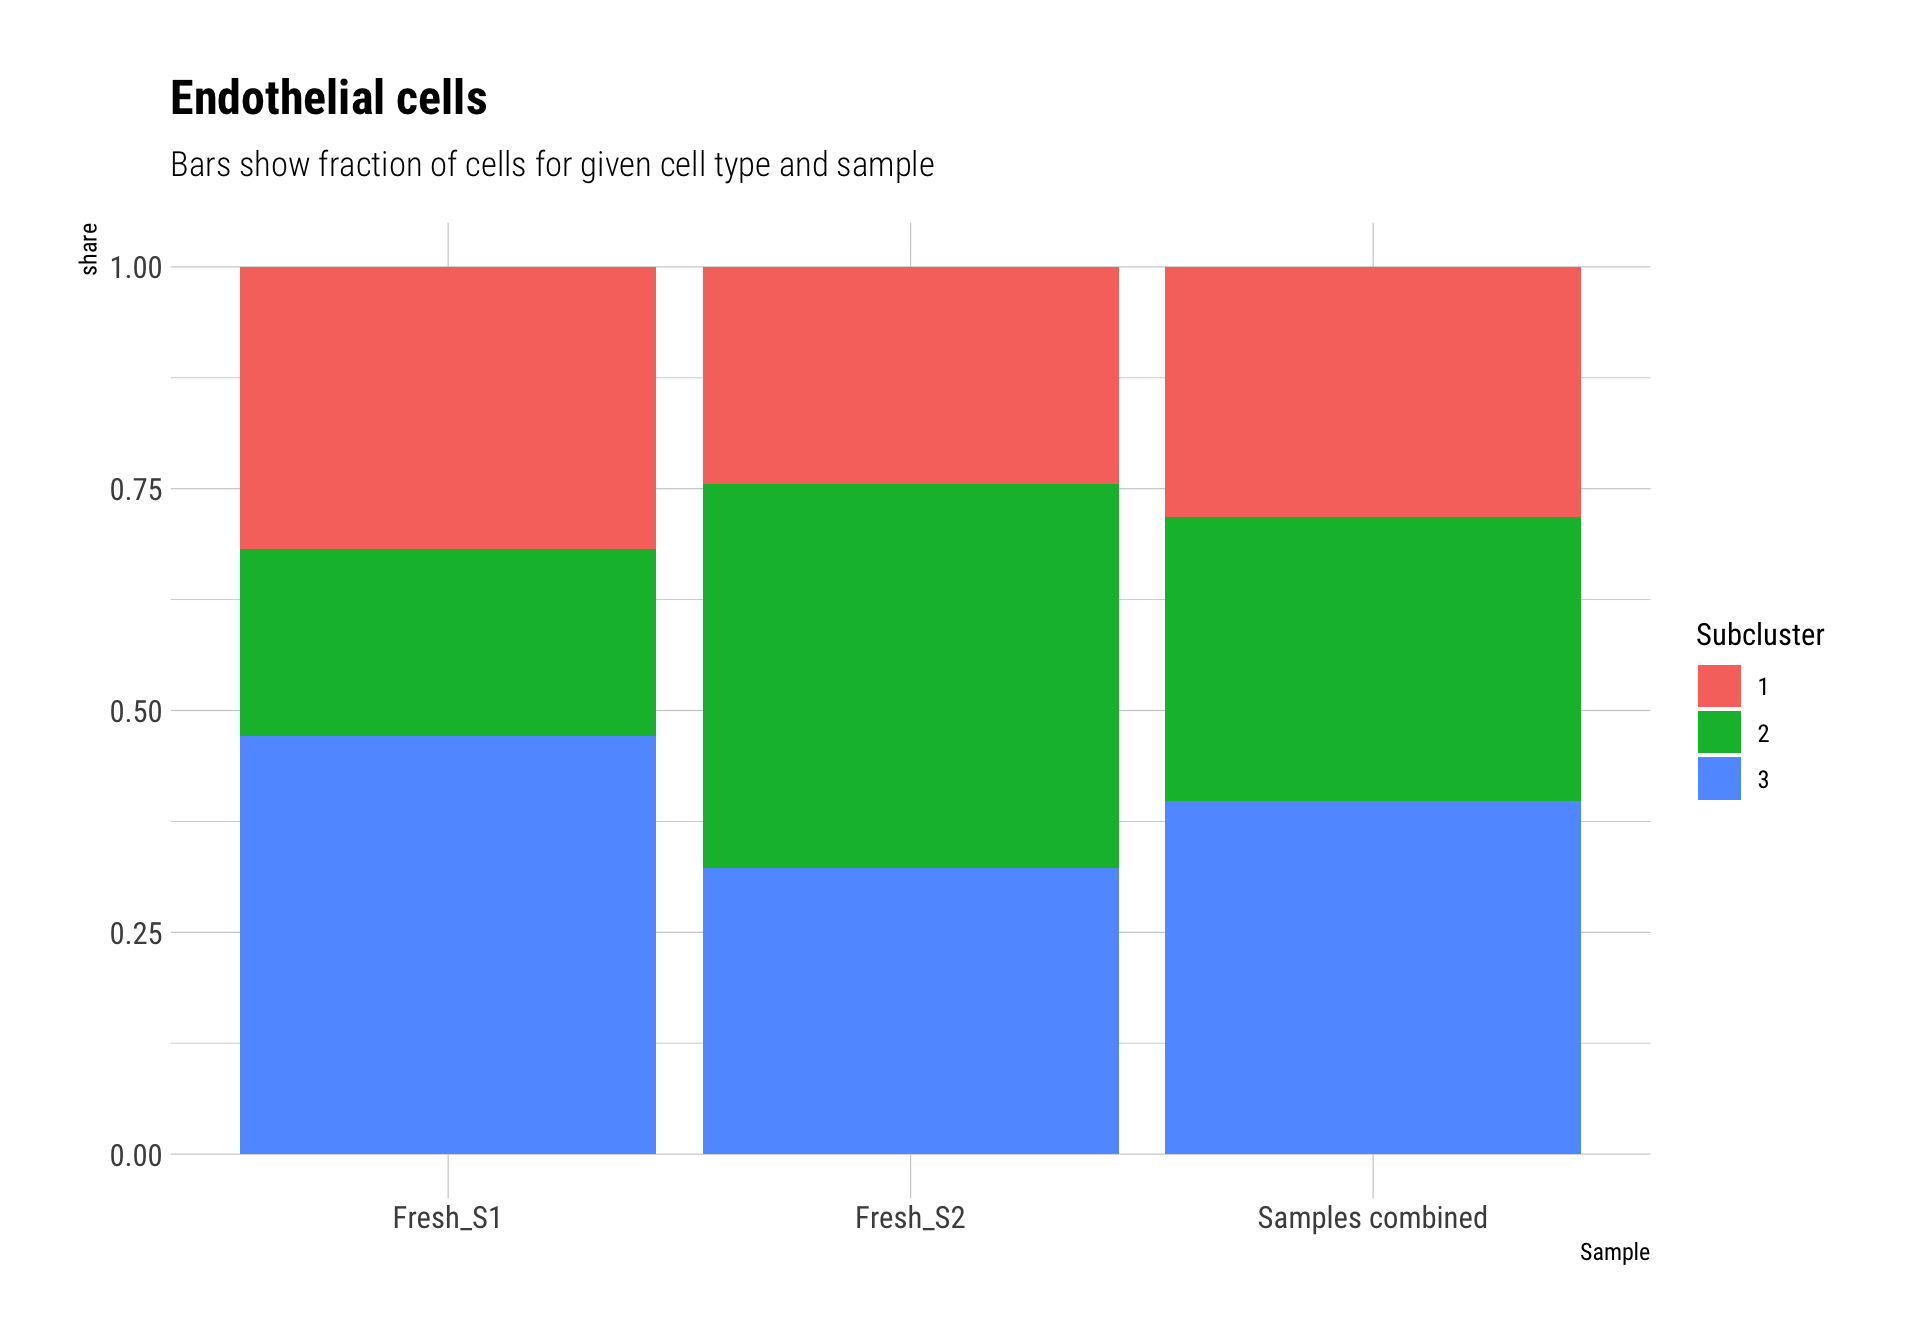 Endothelial cells
Bars show fraction of cells for given cell type and sample
share
1.00
0.75
0.50
0.25
0.00
Fresh_S1
Fresh_S2
Samples combined
Sample
Subcluster
1
2
3